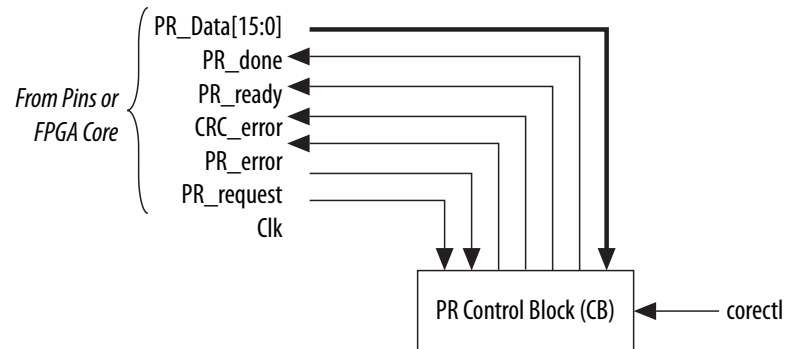 PR_Data[15:0]
PR_done
From Pins or
FPGA Core
PR_ready
CRC_error
PR_error
PR_request
Clk
PR Control Block (CB)
corectl